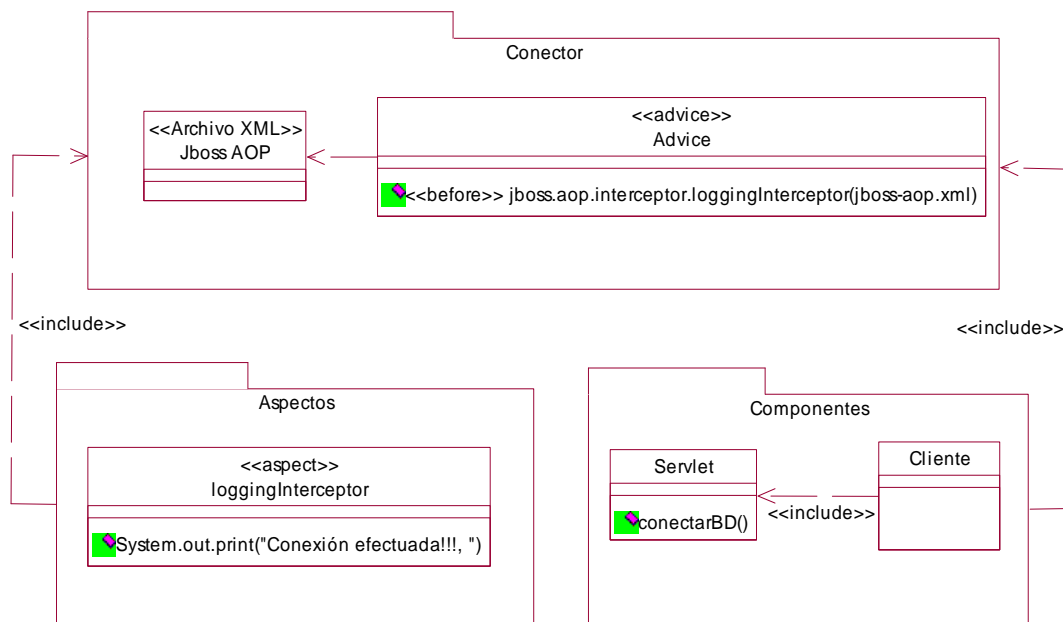 Conector
<<Archivo XML>>
Jboss AOP
<<advice>>
Advice
<<before>> jboss.aop.interceptor.loggingInterceptor(jboss-aop.xml)
<<include>>
<<include>>
Aspectos
<<aspect>>
loggingInterceptor
System.out.print("Conexión efectuada!!!, ")
Componentes
Servlet
conectarBD()
<<include>>
Cliente